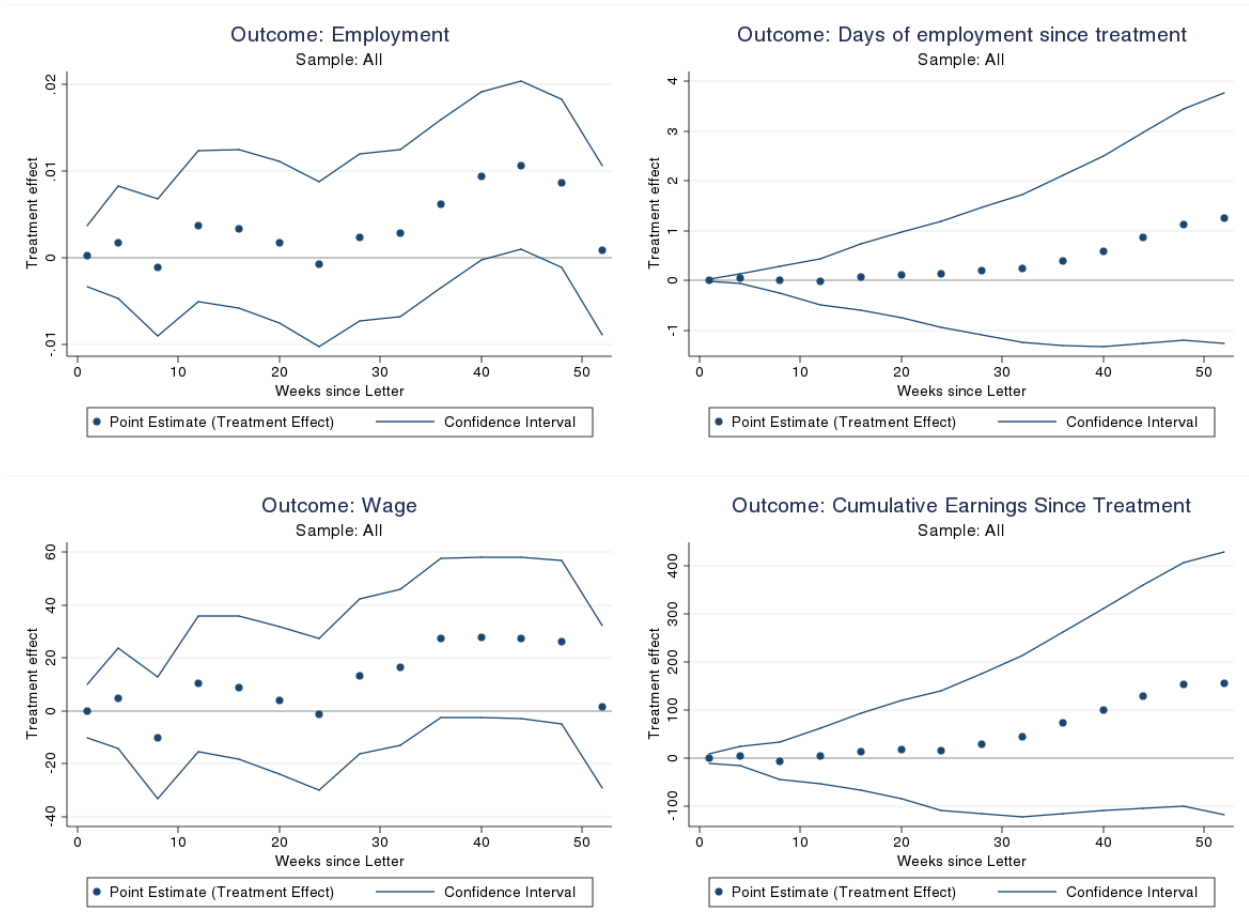 Outcome: Employment
Sample: All
Treatment effect
.02
.01
0
-.01
0 10 20 30 40 50
Weeks since Letter
Point Estimate (Treatment Effect) Confidence Interval
Outcome: Days of employment since treatment
Sample: All
Treatment effect
4
3
2
1
0
-1
0 10 20 30 40 50
Weeks since Letter
Point Estimate (Treatment Effect) Confidence Interval
Outcome: Wage
Sample: All
Treatment effect
60
40
20
0
-20
-40
0 10 20 30 40 50
Weeks since Letter
Point Estimate (Treatment Effect) Confidence Interval
Outcome: Cumulative Earnings Since Treatment
Sample: All
Treatment effect
400
300
200
100
0
-100
0 10 20 30 40 50
Weeks since Letter
Point Estimate (Treatment Effect) Confidence Interval